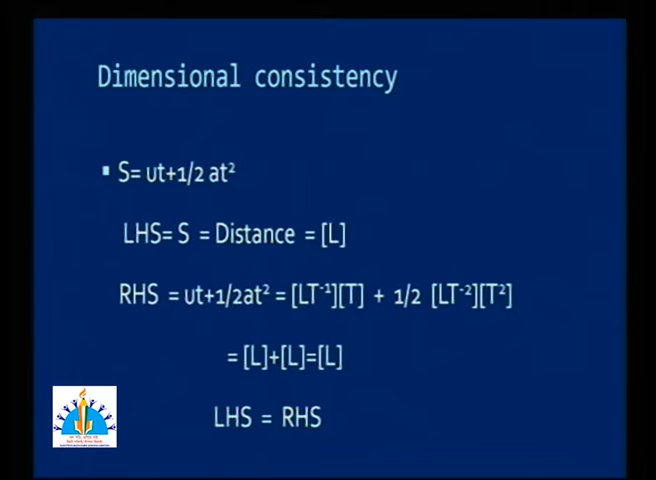 Dimensional consistency
▪ S= ut+1/2 at²
LHS= S = Distance = [L]
RHS = ut+1/2at² = [LT⁻¹][T] + 1/2 [LT⁻²][T²]
= [L]+[L]=[L]
LHS = RHS